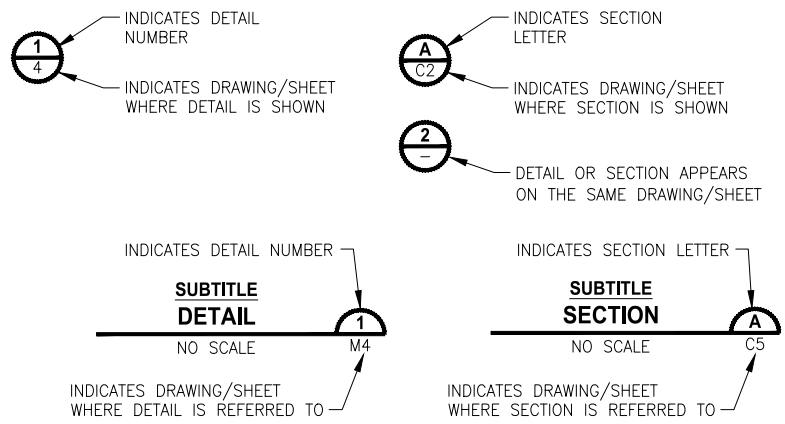 INDICATES DETAIL
NUMBER
1
4
INDICATES DRAWING/SHEET
WHERE DETAIL IS SHOWN
INDICATES SECTION
LETTER
A
C2
INDICATES DRAWING/SHEET
WHERE SECTION IS SHOWN
2
–
DETAIL OR SECTION APPEARS
ON THE SAME DRAWING/SHEET
INDICATES DETAIL NUMBER
SUBTITLE
DETAIL
1
NO SCALE
M4
INDICATES DRAWING/SHEET
WHERE DETAIL IS REFERRED TO
INDICATES SECTION LETTER
SUBTITLE
SECTION
A
NO SCALE
C5
INDICATES DRAWING/SHEET
WHERE SECTION IS REFERRED TO